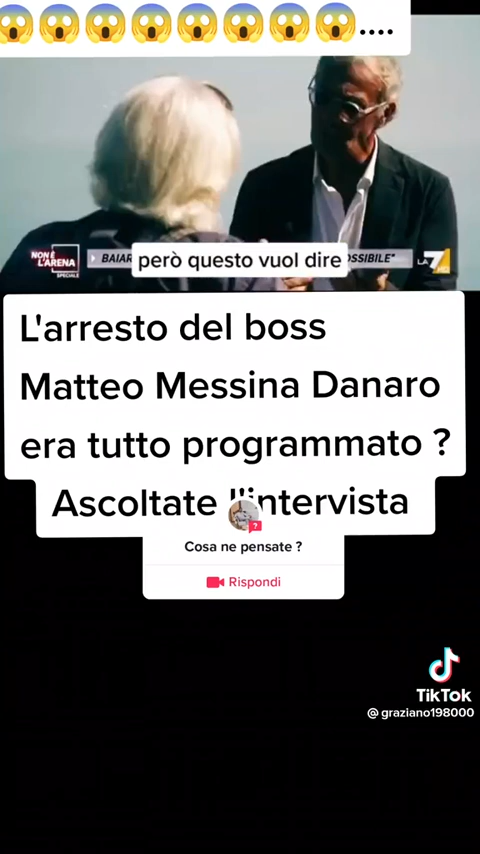 😱😱😱😱😱😱😱😱....
NON È
L'ARENA
SPECIALE
BAIAR
OSSIBILE"
LA7 HD
però questo vuol dire
L'arresto del boss
Matteo Messina Danaro
era tutto programmato ?
Ascoltate l'intervista
?
Cosa ne pensate ?
Rispondi
TikTok
@graziano198000